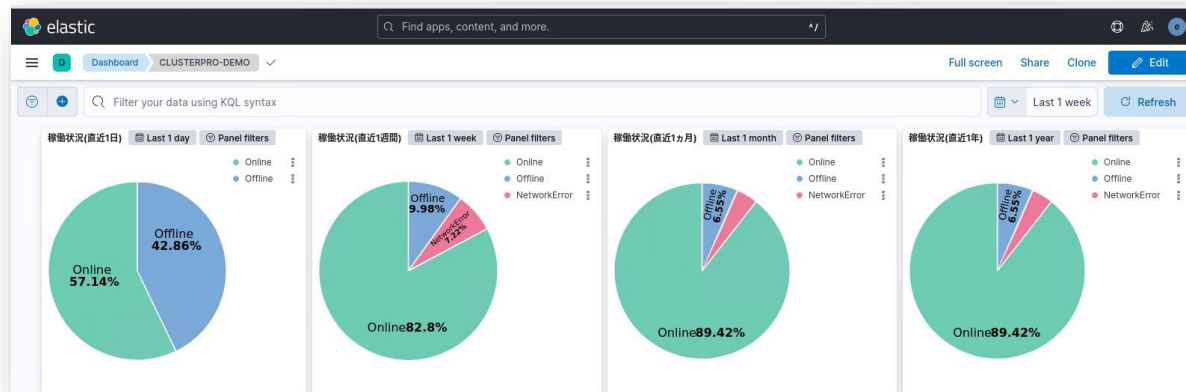 elastic
Find apps, content, and more.
^/
e
D
Dashboard
CLUSTERPRO-DEMO
Full screen
Share
Clone
Edit
Filter your data using KQL syntax
Last 1 week
Refresh
稼働状況(直近1日)
Last 1 day
Panel filters
Online
Offline
Offline
42.86%
Online
57.14%
稼働状況(直近1週間)
Last 1 week
Panel filters
Online
Offline
NetworkError
Offline
9.98%
NetworkError
7.22%
Online82.8%
稼働状況(直近1ヵ月)
Last 1 month
Panel filters
Online
Offline
NetworkError
Offline
6.55%
Online89.42%
稼働状況(直近1年)
Last 1 year
Panel filters
Online
Offline
NetworkError
Offline
6.55%
Online89.42%